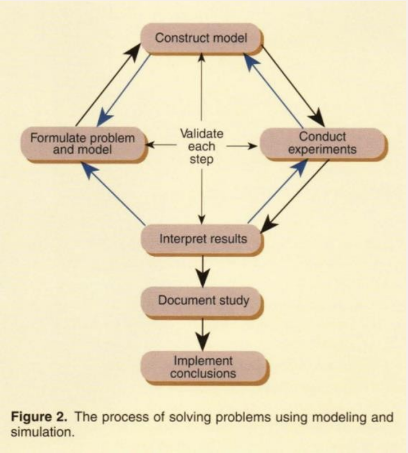 Construct model
Formulate problem
and model
Validate
each
step
Conduct
experiments
Interpret results
Document study
Implement
conclusions
Figure 2. The process of solving problems using modeling and
simulation.